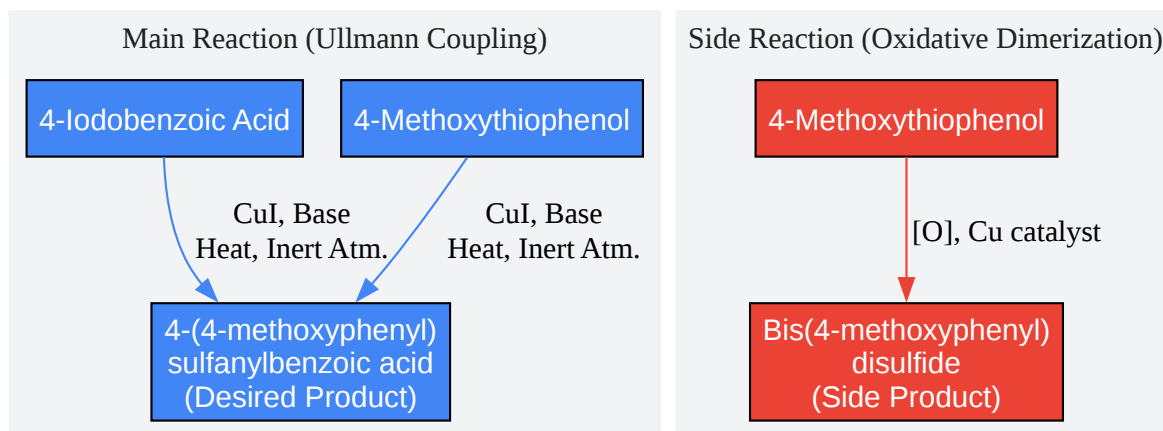 Main Reaction (Ullmann Coupling)
4-Iodobenzoic Acid
4-Methoxythiophenol
CuI, Base
Heat, Inert Atm.
CuI, Base
Heat, Inert Atm.
4-(4-methoxyphenyl)
sulfanylbenzoic acid
(Desired Product)
Side Reaction (Oxidative Dimerization)
4-Methoxythiophenol
[O], Cu catalyst
Bis(4-methoxyphenyl)
disulfide
(Side Product)